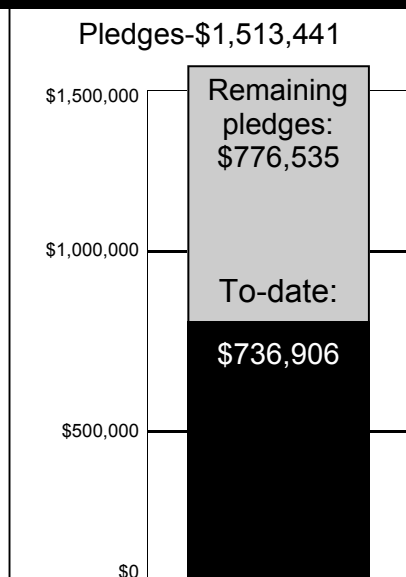 Pledges-$1,513,441
$1,500,000
Remaining
pledges:
$776,535
$1,000,000
To-date:
$736,906
$500,000
$0